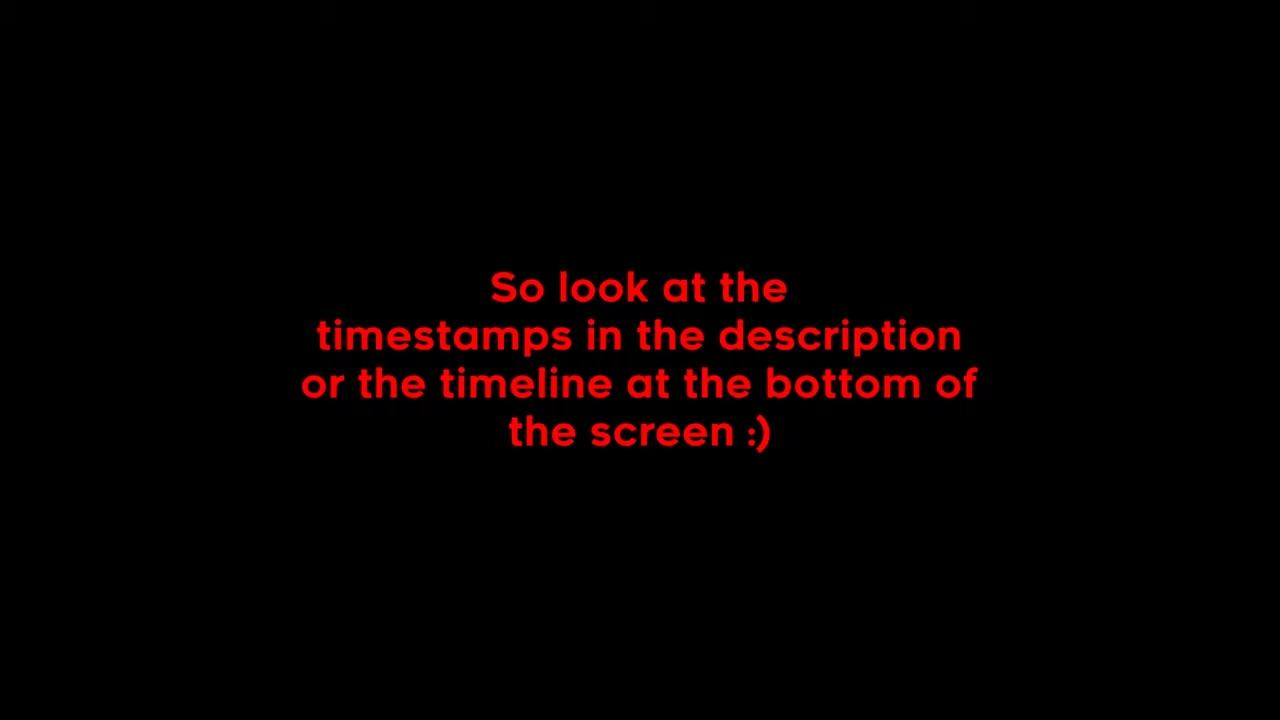 So look at the
timestamps in the description
or the timeline at the bottom of
the screen :)